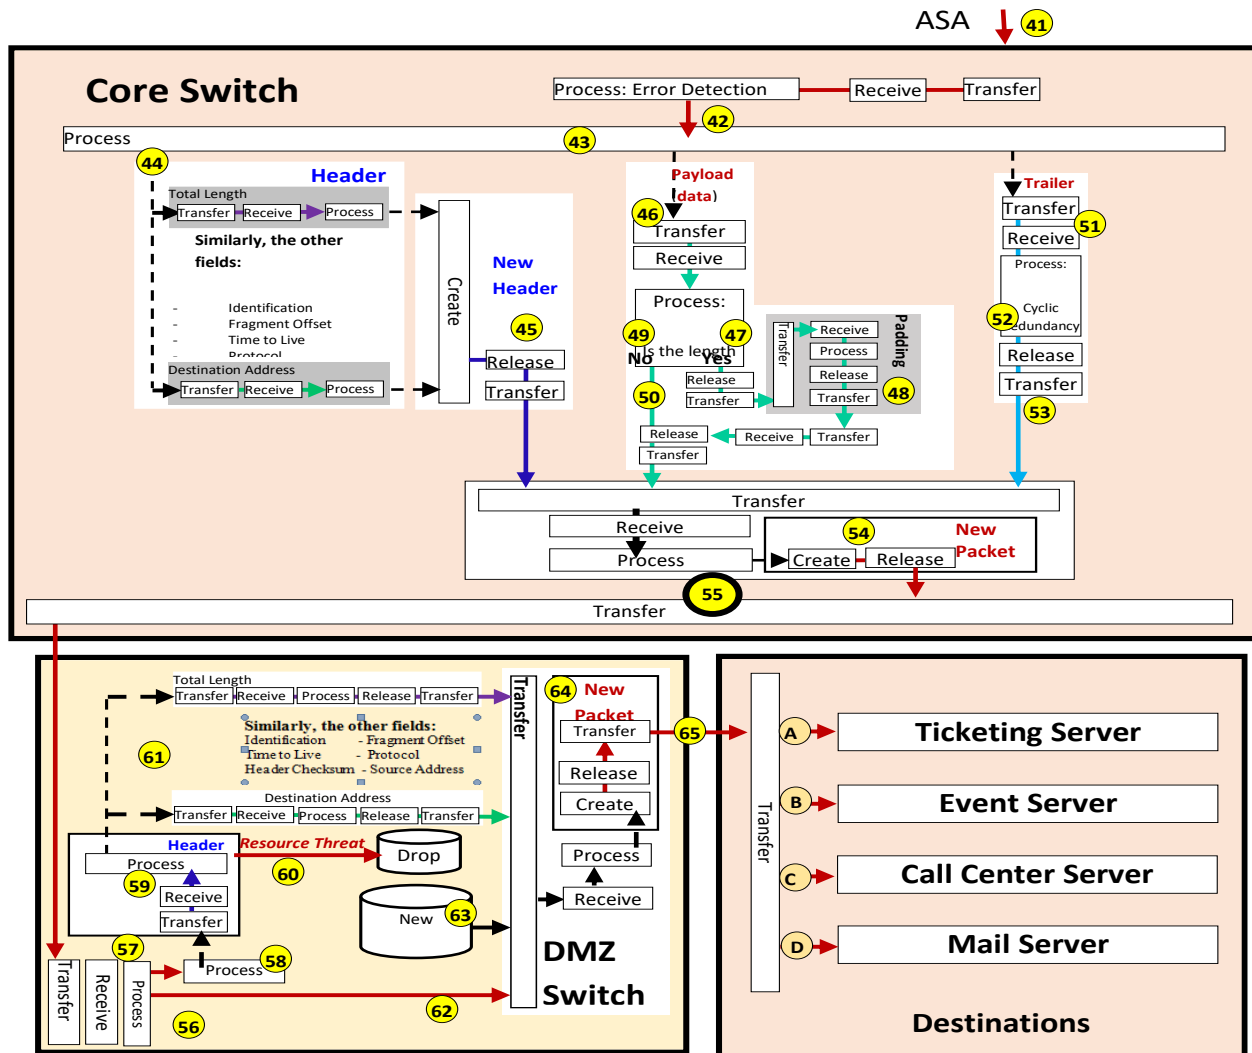 ASA
41
Core Switch
Process: Error Detection
Receive
Transfer
42
Process
43
44
Header
Total Length
Transfer
Receive
Process
Similarly, the other
fields:
- Identification
- Fragment Offset
- Time to Live
- Protocol
Destination Address
Transfer
Receive
Process
Create
New
Header
45
Release
Transfer
Payload
(data)
46
Transfer
Receive
Process:
49
47
Is the length
No
Yes
Release
Transfer
50
Transfer
Receive
Process
Release
Transfer
Padding
48
Release
Transfer
Receive
Transfer
Trailer
Transfer
51
Receive
Process:
Cyclic
52
Release
Transfer
53
Transfer
Receive
Process
54
New
Packet
Create
Release
55
Transfer
Total Length
Transfer
Receive
Process
Release
Transfer
Similarly, the other fields:
Identification - Fragment Offset
Time to Live - Protocol
Header Checksum - Source Address
61
Destination Address
Transfer
Receive
Process
Release
Transfer
Header
Process
59
Receive
Transfer
Resource Threat
60
Drop
New
63
57
Process
58
Transfer
Receive
Process
56
62
Transfer
DMZ
Switch
64
New
Packet
Transfer
Release
Create
Process
Receive
65
Transfer
A
Ticketing Server
B
Event Server
C
Call Center Server
D
Mail Server
Destinations